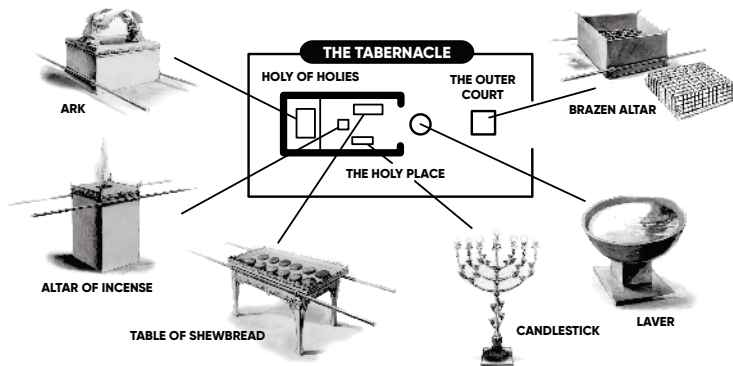 THE TABERNACLE
HOLY OF HOLIES
THE OUTER
COURT
ARK
BRAZEN ALTAR
THE HOLY PLACE
ALTAR OF INCENSE
TABLE OF SHEWBREAD
CANDLESTICK
LAVER